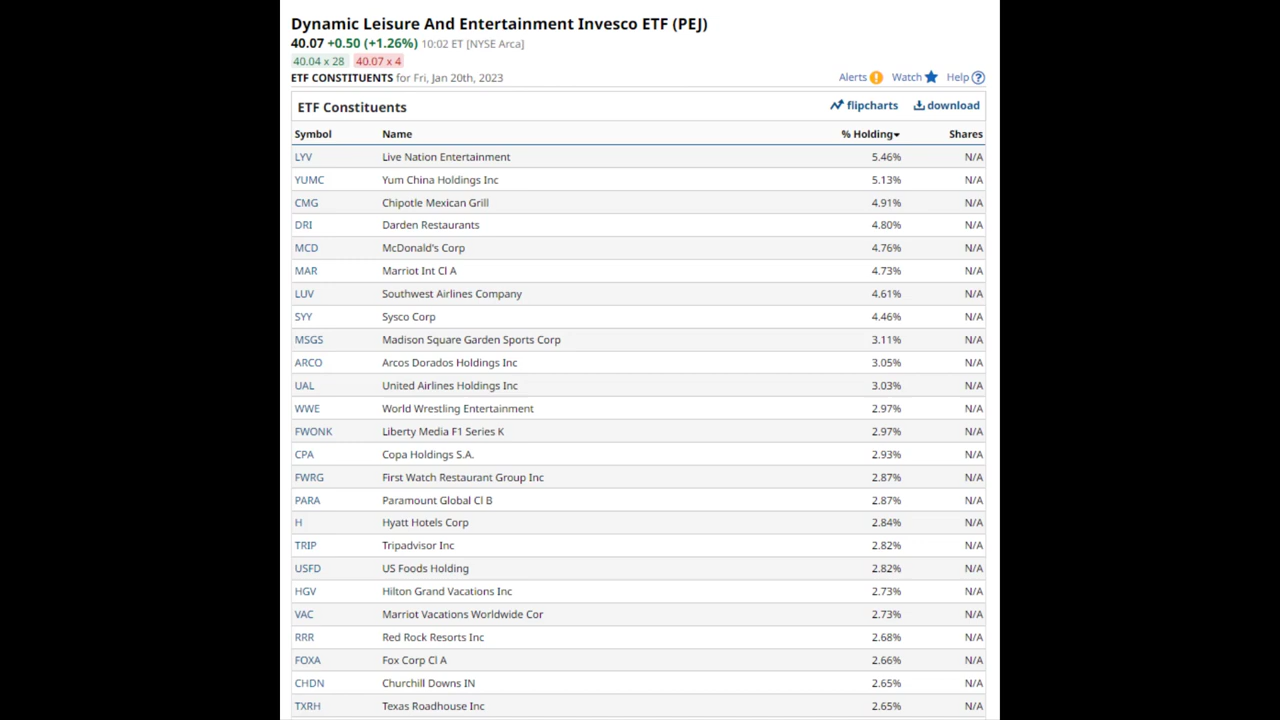 Dynamic Leisure And Entertainment Invesco ETF (PEJ)
40.07 +0.50 (+1.26%) 10:02 ET [NYSE Arca]
40.04 x 28 40.07 x 4
ETF CONSTITUENTS for Fri, Jan 20th, 2023 Alerts Watch Help
ETF Constituents flipcharts download
Symbol Name % Holding Shares
LYV Live Nation Entertainment 5.46% N/A
YUMC Yum China Holdings Inc 5.13% N/A
CMG Chipotle Mexican Grill 4.91% N/A
DRI Darden Restaurants 4.80% N/A
MCD McDonald's Corp 4.76% N/A
MAR Marriot Int Cl A 4.73% N/A
LUV Southwest Airlines Company 4.61% N/A
SYY Sysco Corp 4.46% N/A
MSGS Madison Square Garden Sports Corp 3.11% N/A
ARCO Arcos Dorados Holdings Inc 3.05% N/A
UAL United Airlines Holdings Inc 3.03% N/A
WWE World Wrestling Entertainment 2.97% N/A
FWONK Liberty Media F1 Series K 2.97% N/A
CPA Copa Holdings S.A. 2.93% N/A
FWRG First Watch Restaurant Group Inc 2.87% N/A
PARA Paramount Global Cl B 2.87% N/A
H Hyatt Hotels Corp 2.84% N/A
TRIP Tripadvisor Inc 2.82% N/A
USFD US Foods Holding 2.82% N/A
HGV Hilton Grand Vacations Inc 2.73% N/A
VAC Marriot Vacations Worldwide Cor 2.73% N/A
RRR Red Rock Resorts Inc 2.68% N/A
FOXA Fox Corp Cl A 2.66% N/A
CHDN Churchill Downs IN 2.65% N/A
TXRH Texas Roadhouse Inc 2.65% N/A